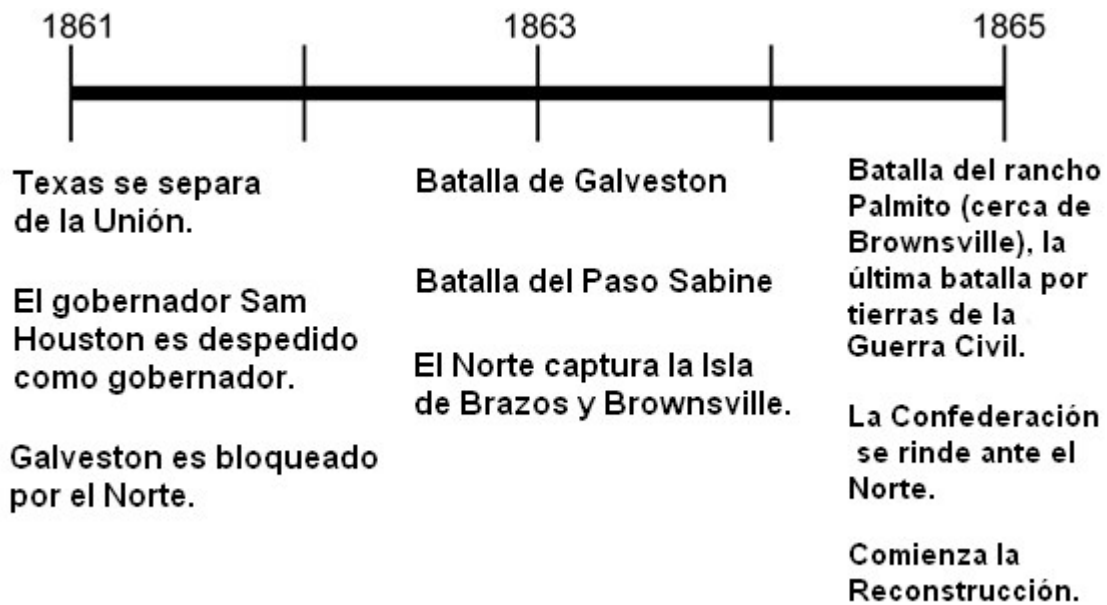 1861
1863
1865
Texas se separa
de la Unión.
El gobernador Sam
Houston es despedido
como gobernador.
Galveston es bloqueado
por el Norte.
Batalla de Galveston
Batalla del Paso Sabine
El Norte captura la Isla
de Brazos y Brownsville.
Batalla del rancho
Palmito (cerca de
Brownsville), la
última batalla por
tierras de la
Guerra Civil.
La Confederación
se rinde ante el
Norte.
Comienza la
Reconstrucción.